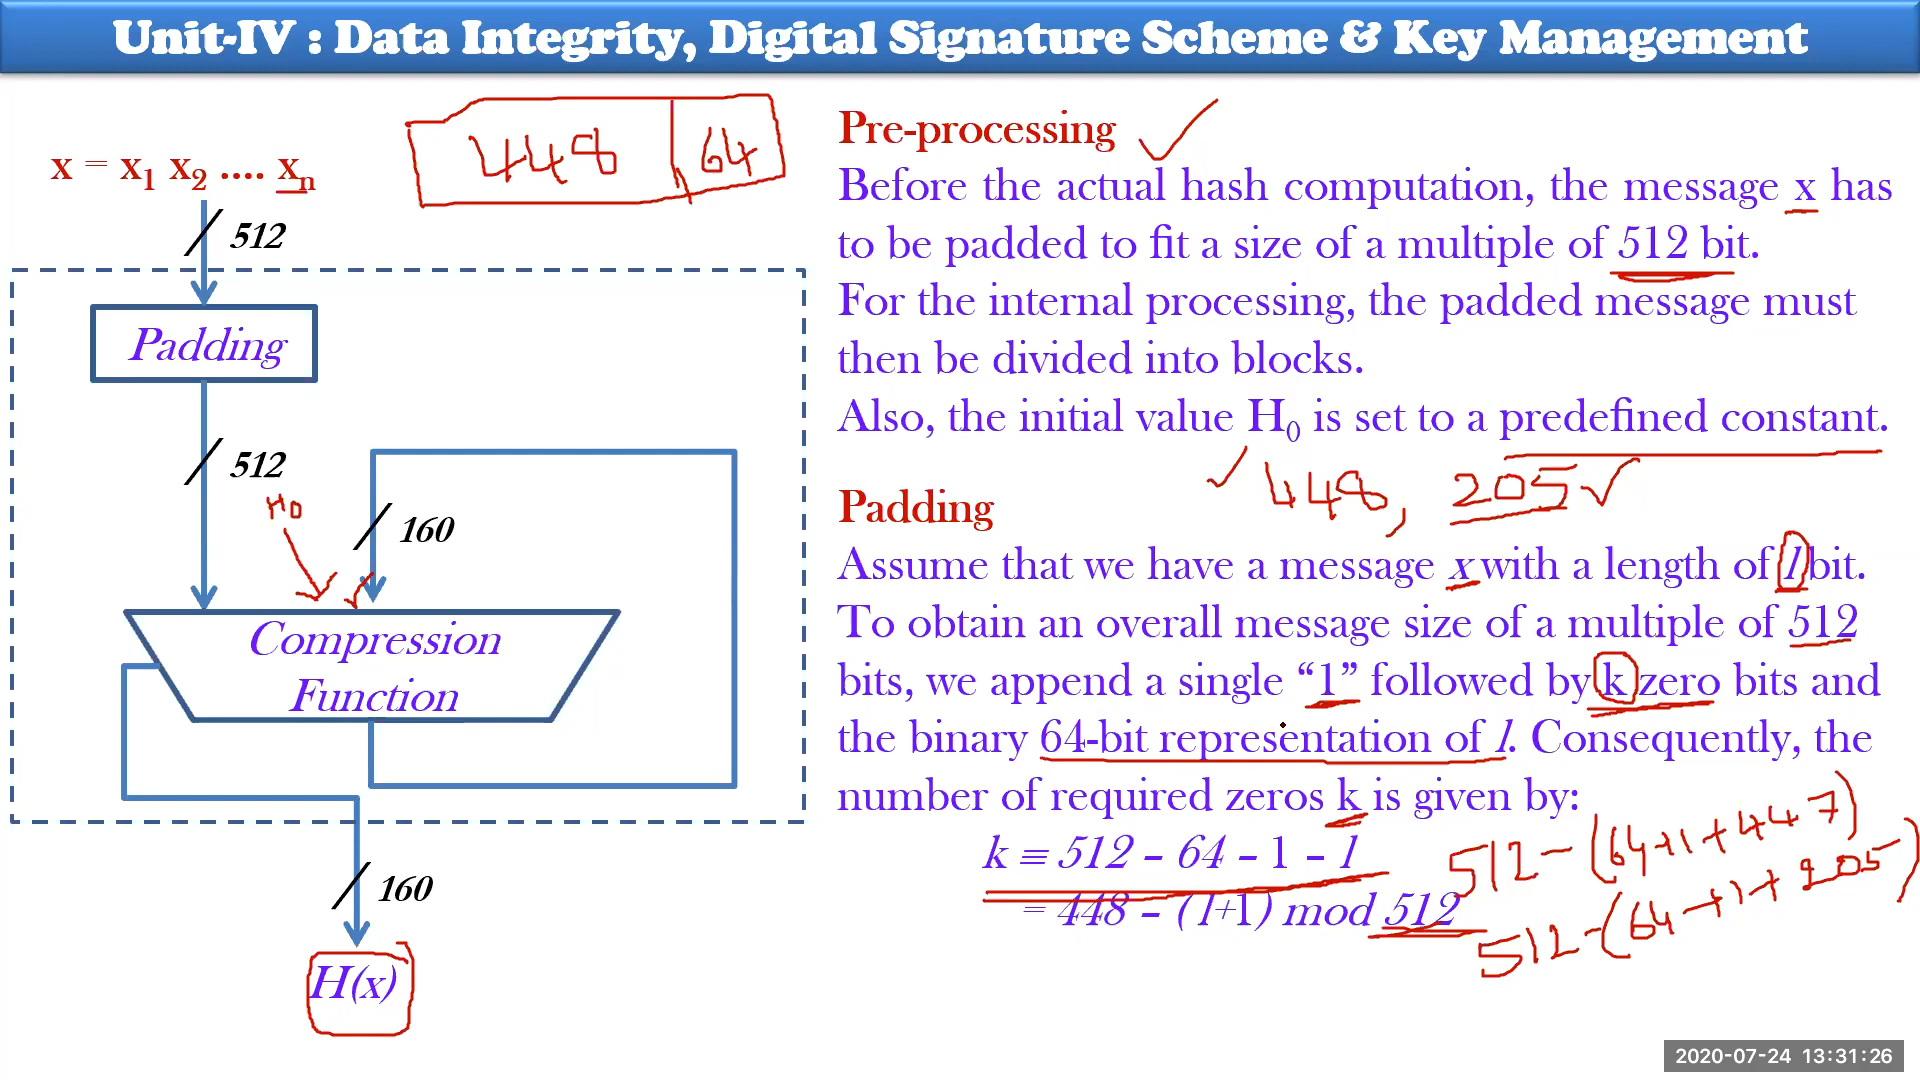 Unit-IV : Data Integrity, Digital Signature Scheme & Key Management
x = x1 x2 .... xn
448 64
512
Padding
512
H0
160
Compression
Function
160
H(x)
Pre-processing
Before the actual hash computation, the message x has
to be padded to fit a size of a multiple of 512 bit.
For the internal processing, the padded message must
then be divided into blocks.
Also, the initial value H0 is set to a predefined constant.
448, 205
Padding
Assume that we have a message x with a length of l bit.
To obtain an overall message size of a multiple of 512
bits, we append a single “1” followed by k zero bits and
the binary 64-bit representation of l. Consequently, the
number of required zeros k is given by:
k ≡ 512 – 64 – 1 – l
= 448 – (l+1) mod 512
512 - (64+1+447)
512 - (64+1+205)
2020-07-24 13:31:26